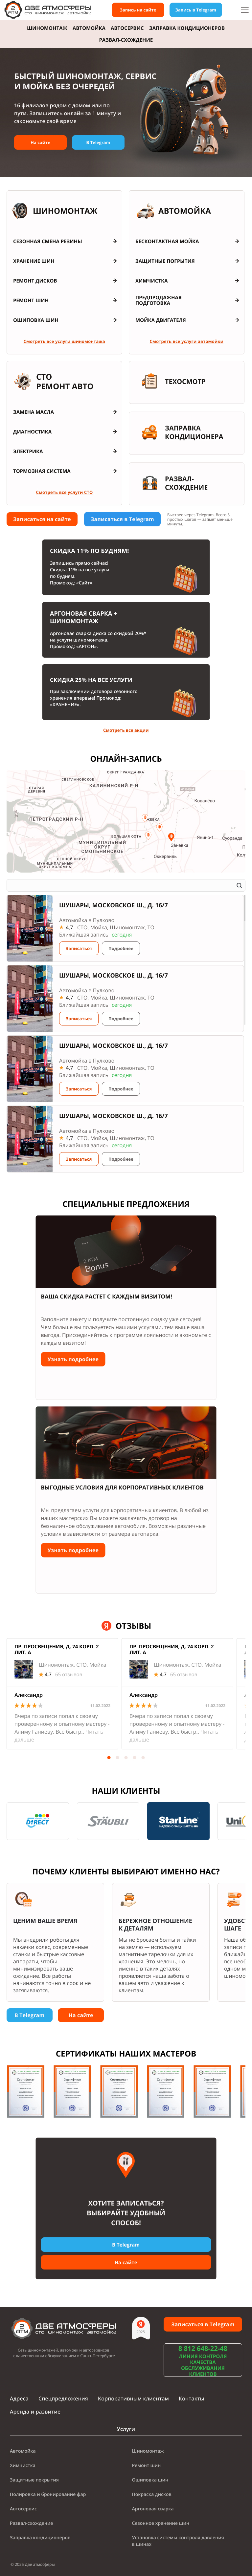 ДВЕ АТМОСФЕРЫ
СТО шиномонтаж автомойка
Запись на сайте
Запись в Telegram
ШИНОМОНТАЖ АВТОМОЙКА АВТОСЕРВИС ЗАПРАВКА КОНДИЦИОНЕРОВ
РАЗВАЛ-СХОЖДЕНИЕ
БЫСТРЫЙ ШИНОМОНТАЖ, СЕРВИС
И МОЙКА БЕЗ ОЧЕРЕДЕЙ
16 филиалов рядом с домом или по
пути. Запишитесь онлайн за 1 минуту и
сэкономьте своё время
На сайте
В Telegram
ШИНОМОНТАЖ
СЕЗОННАЯ СМЕНА РЕЗИНЫ
ХРАНЕНИЕ ШИН
РЕМОНТ ДИСКОВ
РЕМОНТ ШИН
ОШИПОВКА ШИН
Смотреть все услуги шиномонтажа
АВТОМОЙКА
БЕСКОНТАКТНАЯ МОЙКА
ЗАЩИТНЫЕ ПОГРЫТИЯ
ХИМЧИСТКА
ПРЕДПРОДАЖНАЯ
ПОДГОТОВКА
МОЙКА ДВИГАТЕЛЯ
Смотреть все услуги автомойки
СТО
РЕМОНТ АВТО
ЗАМЕНА МАСЛА
ДИАГНОСТИКА
ЭЛЕКТРИКА
ТОРМОЗНАЯ СИСТЕМА
Смотреть все услуги СТО
ТЕХОСМОТР
ЗАПРАВКА
КОНДИЦИОНЕРА
РАЗВАЛ-
СХОЖДЕНИЕ
Записаться на сайте
Записаться в Telegram
Быстрее через Telegram. Всего 5
простых шагов — займёт меньше
минуты
СКИДКА 11% ПО БУДНЯМ!
Запишись прямо сейчас!
Скидка 11% на все услуги
по будням.
Промокод: «Сайт».
АРГОНОВАЯ СВАРКА +
ШИНОМОНТАЖ
Аргоновая сварка диска со скидкой 20%*
на услуги шиномонтажа.
Промокод: «АРГОН».
СКИДКА 25% НА ВСЕ УСЛУГИ
При заключении договора сезонного
хранения впервые! Промокод:
«ХРАНЕНИЕ».
Смотреть все акции
ОНЛАЙН-ЗАПИСЬ
ОКРУГ ГРАЖДАНКА
СВЕТЛАНОВСКОЕ
КАЛИНИНСКИЙ Р-Н
СТАРАЯ
ДЕРЕВНЯ
Ковалёво
ПЕТРОГРАДСКИЙ Р-Н
БОЛЬШАЯ ОХТА
Янино-1
Суоранда
МУНИЦИПАЛЬНЫЙ
ОКРУГ
СМОЛЬНИНСКОЕ
Заневка
СЕННОЙ ОКРУГ
Оккервиль
МУНИЦИПАЛЬНЫЙ
ОКРУГ КОЛОМНА
ШУШАРЫ, МОСКОВСКОЕ Ш., Д. 16/7
Автомойка в Пулково
4,7 СТО, Мойка, Шиномонтаж, ТО
Ближайшая запись сегодня
Записаться
Подробнее
ШУШАРЫ, МОСКОВСКОЕ Ш., Д. 16/7
Автомойка в Пулково
4,7 СТО, Мойка, Шиномонтаж, ТО
Ближайшая запись сегодня
Записаться
Подробнее
ШУШАРЫ, МОСКОВСКОЕ Ш., Д. 16/7
Автомойка в Пулково
4,7 СТО, Мойка, Шиномонтаж, ТО
Ближайшая запись сегодня
Записаться
Подробнее
ШУШАРЫ, МОСКОВСКОЕ Ш., Д. 16/7
Автомойка в Пулково
4,7 СТО, Мойка, Шиномонтаж, ТО
Ближайшая запись сегодня
Записаться
Подробнее
СПЕЦИАЛЬНЫЕ ПРЕДЛОЖЕНИЯ
2 АТМ
Bonus
ВАША СКИДКА РАСТЕТ С КАЖДЫМ ВИЗИТОМ!
Заполните анкету и получите постоянную скидку уже сегодня!
Чем больше вы пользуетесь нашими услугами, тем выше ваша
выгода. Присоединяйтесь к программе лояльности и экономьте с
каждым визитом!
Узнать подробнее
ВЫГОДНЫЕ УСЛОВИЯ ДЛЯ КОРПОРАТИВНЫХ КЛИЕНТОВ
Мы предлагаем услуги для корпоративных клиентов. В любой из
наших мастерских Вы можете заключить договор на
безналичное обслуживание автомобиля. Возможны различные
условия в зависимости от размера автопарка.
Узнать подробнее
Я ОТЗЫВЫ
ПР. ПРОСВЕЩЕНИЯ, Д. 74 КОРП. 2
ЛИТ. А
Шиномонтаж, СТО, Мойка
4,7 65 отзывов
Александр
11.02.2022
Вчера по записи попал к своему
проверенному и опытному мастеру -
Алику Ганиеву. Всё быстр.. Читать
дальше
ПР. ПРОСВЕЩЕНИЯ, Д. 74 КОРП. 2
ЛИТ. А
Шиномонтаж, СТО, Мойка
4,7 65 отзывов
Александр
11.02.2022
Вчера по записи попал к своему
проверенному и опытному мастеру -
Алику Ганиеву. Всё быстр.. Читать
дальше
НАШИ КЛИЕНТЫ
STÄUBLI
StarLine
ПОЧЕМУ КЛИЕНТЫ ВЫБИРАЮТ ИМЕННО НАС?
ЦЕНИМ ВАШЕ ВРЕМЯ
Мы внедрили роботы для
накачки колес, современные
станки и быстрые кассовые
аппараты, чтобы
минимизировать ваше
ожидание. Все работы
начинаются точно в срок и не
затягиваются.
БЕРЕЖНОЕ ОТНОШЕНИЕ
К ДЕТАЛЯМ
Мы не бросаем болты и гайки
на землю — используем
магнитные тарелки для их
хранения. Это мелочь, но
именно в таких деталях
проявляется наша забота о
вашем авто и уважение к
клиентам.
В Telegram
На сайте
СЕРТИФИКАТЫ НАШИХ МАСТЕРОВ
ХОТИТЕ ЗАПИСАТЬСЯ?
ВЫБИРАЙТЕ УДОБНЫЙ
СПОСОБ!
В Telegram
На сайте
ДВЕ АТМОСФЕРЫ
СТО шиномонтаж автомойка
Сеть шиномонтажей, автомоек и автосервисов
с качественным обслуживанием в Санкт-Петербурге
Записаться в Telegram
8 812 648-22-48
ЛИНИЯ КОНТРОЛЯ
КАЧЕСТВА
ОБСЛУЖИВАНИЯ
КЛИЕНТОВ
Адреса Спецпредложения Корпоративным клиентам Контакты
Аренда и развитие
Услуги
Автомойка
Шиномонтаж
Химчистка
Ремонт шин
Защитные покрытия
Ошиповка шин
Полировка и бронирование фар
Покраска дисков
Автосервис
Аргоновая сварка
Развал-схождение
Сезонное хранение шин
Заправка кондиционеров
Установка системы контроля давления
в шинах
© 2023 Две атмосферы